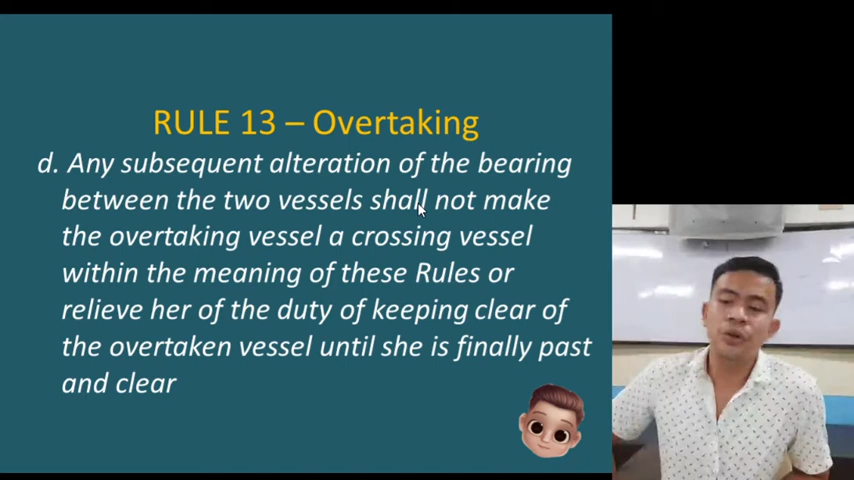 RULE 13 – Overtaking
d. Any subsequent alteration of the bearing
between the two vessels shall not make
the overtaking vessel a crossing vessel
within the meaning of these Rules or
relieve her of the duty of keeping clear of
the overtaken vessel until she is finally past
and clear